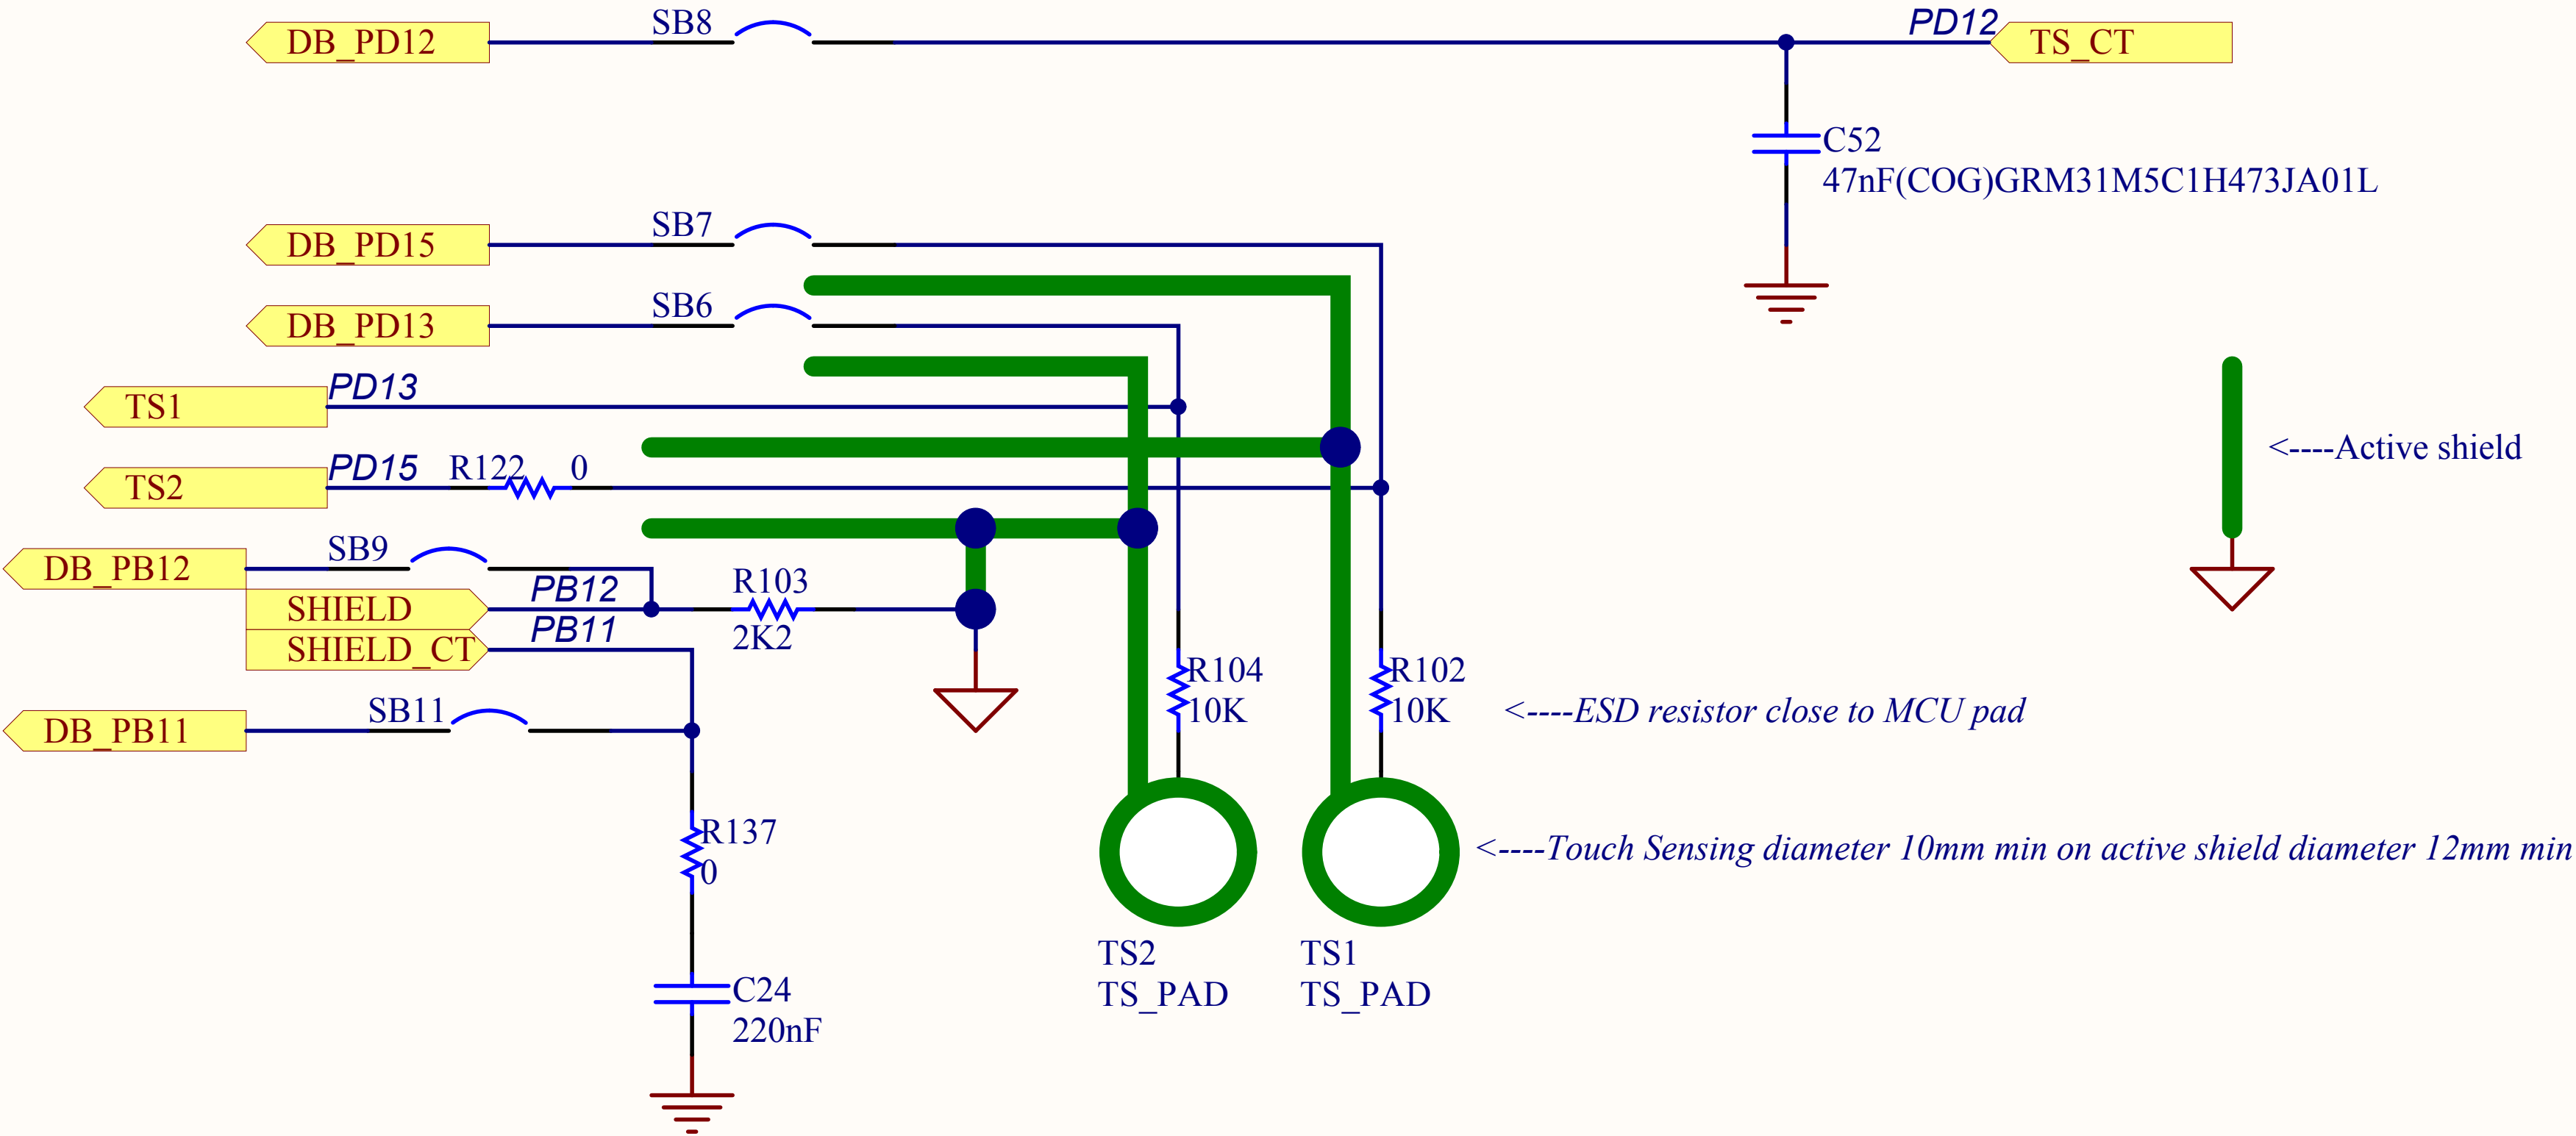 SB8
PD12
DB_PD12
TS_CT
C52
47nF(COG)GRM31M5C1H473JA01L
SB7
DB_PD15
SB6
DB_PD13
PD13
TS1
<----Active shield
PD15
R122
0
TS2
SB9
DB_PB12
PB12
R103
SHIELD
2K2
PB11
SHIELD_CT
R104
10K
R102
10K
<----ESD resistor close to MCU pad
SB11
DB_PB11
R137
0
<----Touch Sensing diameter 10mm min on active shield diameter 12mm min
TS2
TS_PAD
TS1
TS_PAD
C24
220nF